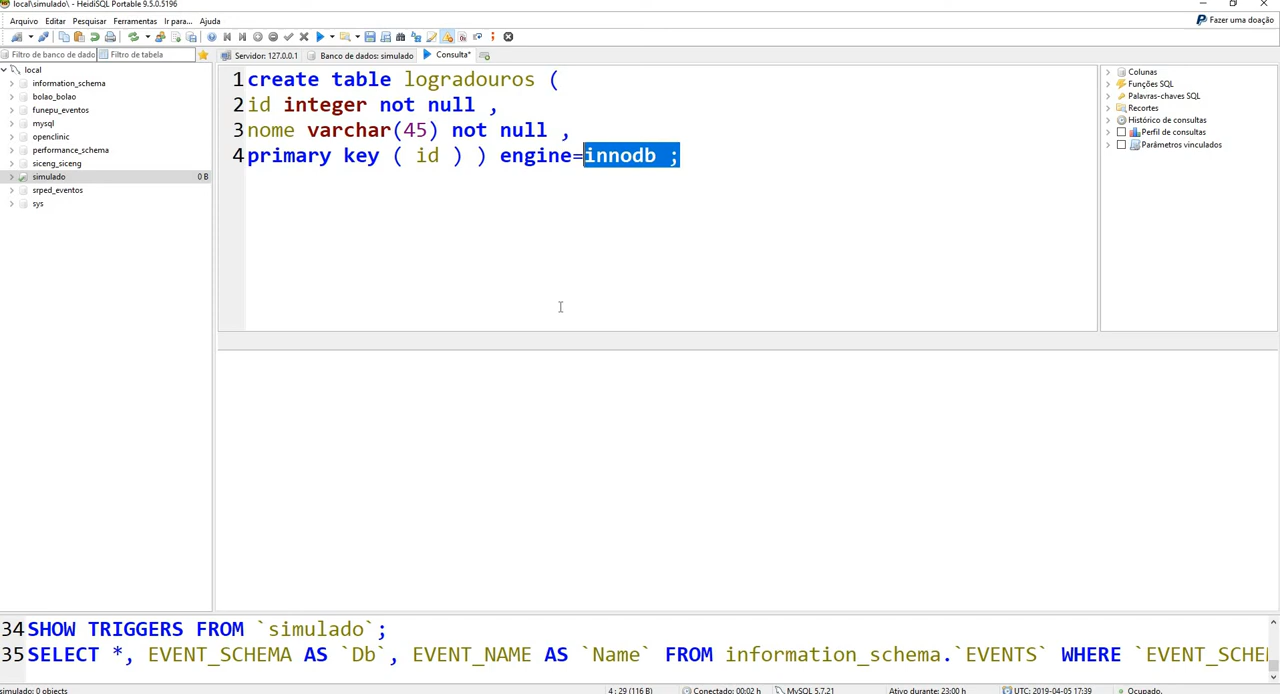 local\simulado\ - HeidiSQL Portable 9.5.0.5196
Arquivo Editar Pesquisar Ferramentas Ir para... Ajuda
Fazer uma doação
Filtro de banco de dado Filtro de tabela
Servidor: 127.0.0.1 Banco de dados: simulado Consulta*
local
information_schema
bolao_bolao
funepu_eventos
mysql
openclinic
performance_schema
siceng_siceng
simulado 0 B
srped_eventos
sys
1 create table logradouros (
2 id integer not null ,
3 nome varchar(45) not null ,
4 primary key ( id ) ) engine=innodb ;
Colunas
Funções SQL
Palavras-chaves SQL
Recortes
Histórico de consultas
Perfil de consultas
Parâmetros vinculados
34 SHOW TRIGGERS FROM `simulado`;
35 SELECT *, EVENT_SCHEMA AS `Db`, EVENT_NAME AS `Name` FROM information_schema.`EVENTS` WHERE `EVENT_SCHE
simulado: 0 objects 4 : 29 (116 B) Conectado: 00:02 h MySQL 5.7.21 Ativo durante: 23:00 h UTC: 2019-04-05 17:39 Ocupado.